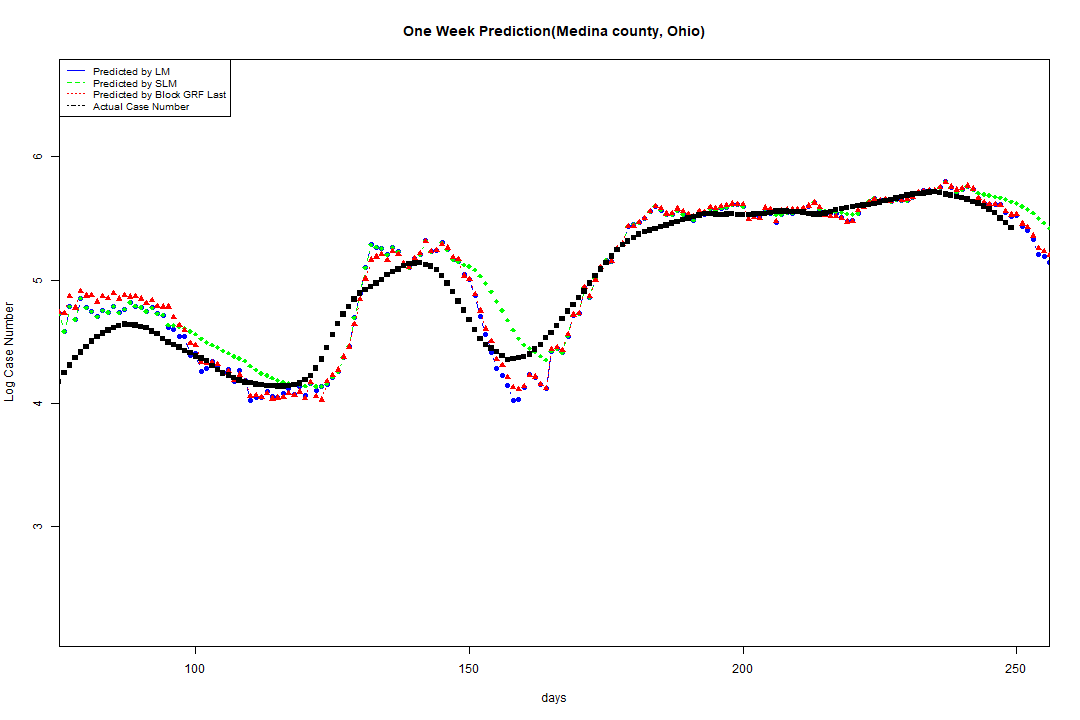 One Week Prediction(Medina county, Ohio)
Predicted by LM
Predicted by SLM
Predicted by Block GRF Last
Actual Case Number
6
5
4
3
Log Case Number
100 150 200 250
days